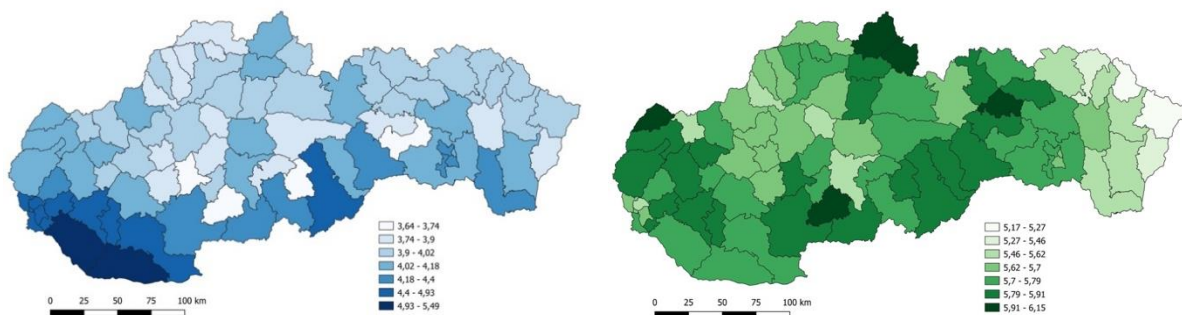 3,64 - 3,74
3,74 - 3,9
3,9 - 4,02
4,02 - 4,18
4,18 - 4,4
4,4 - 4,93
4,93 - 5,49
0 25 50 75 100 km
5,17 - 5,27
5,27 - 5,46
5,46 - 5,62
5,62 - 5,7
5,7 - 5,79
5,79 - 5,91
5,91 - 6,15
0 25 50 75 100 km